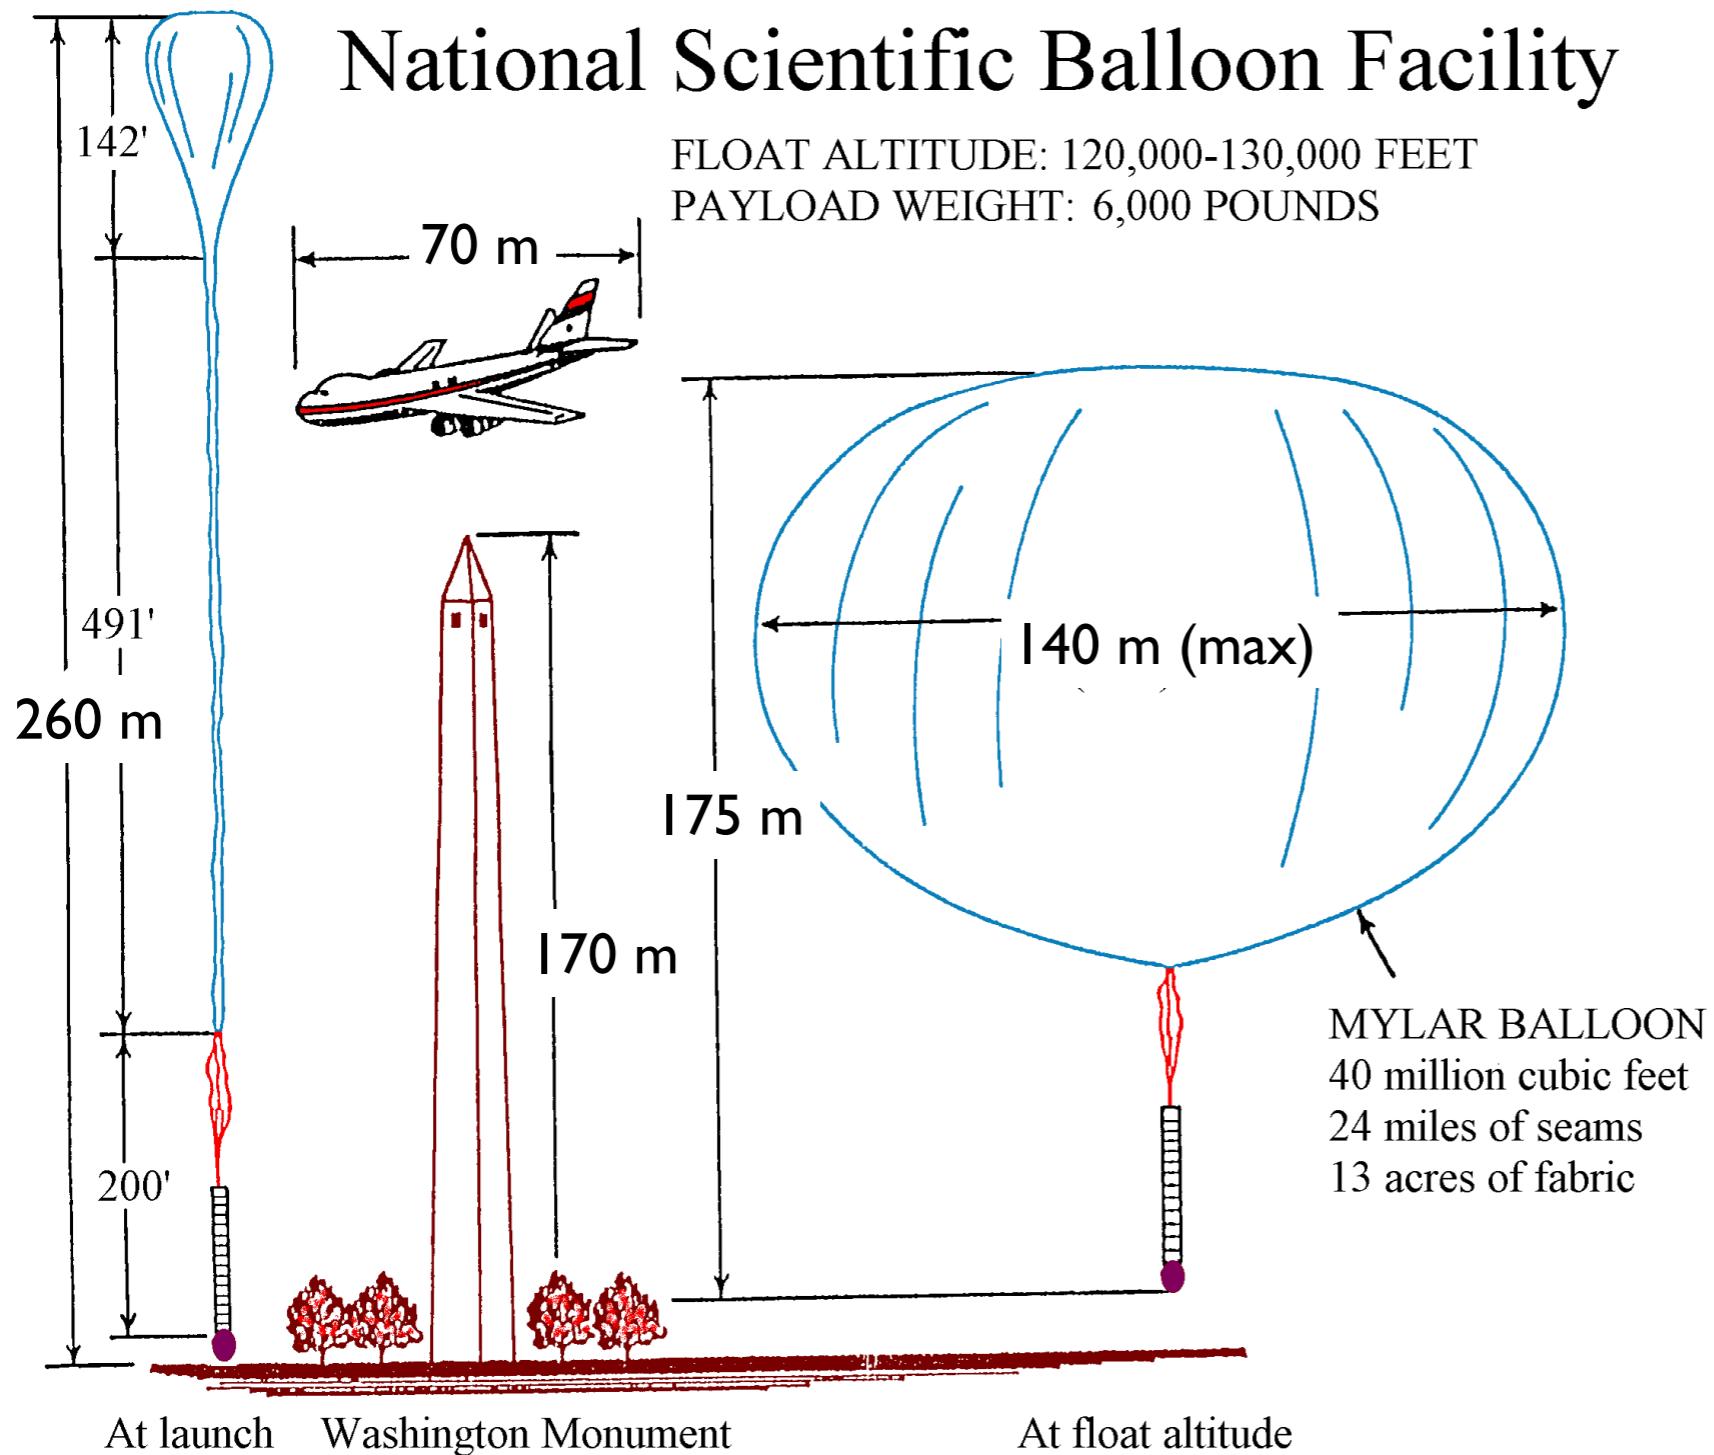 National Scientific Balloon Facility
FLOAT ALTITUDE: 120,000-130,000 FEET
PAYLOAD WEIGHT: 6,000 POUNDS
142'
70 m
491'
260 m
140 m (max)
175 m
170 m
200'
MYLAR BALLOON
40 million cubic feet
24 miles of seams
13 acres of fabric
At launch
Washington Monument
At float altitude